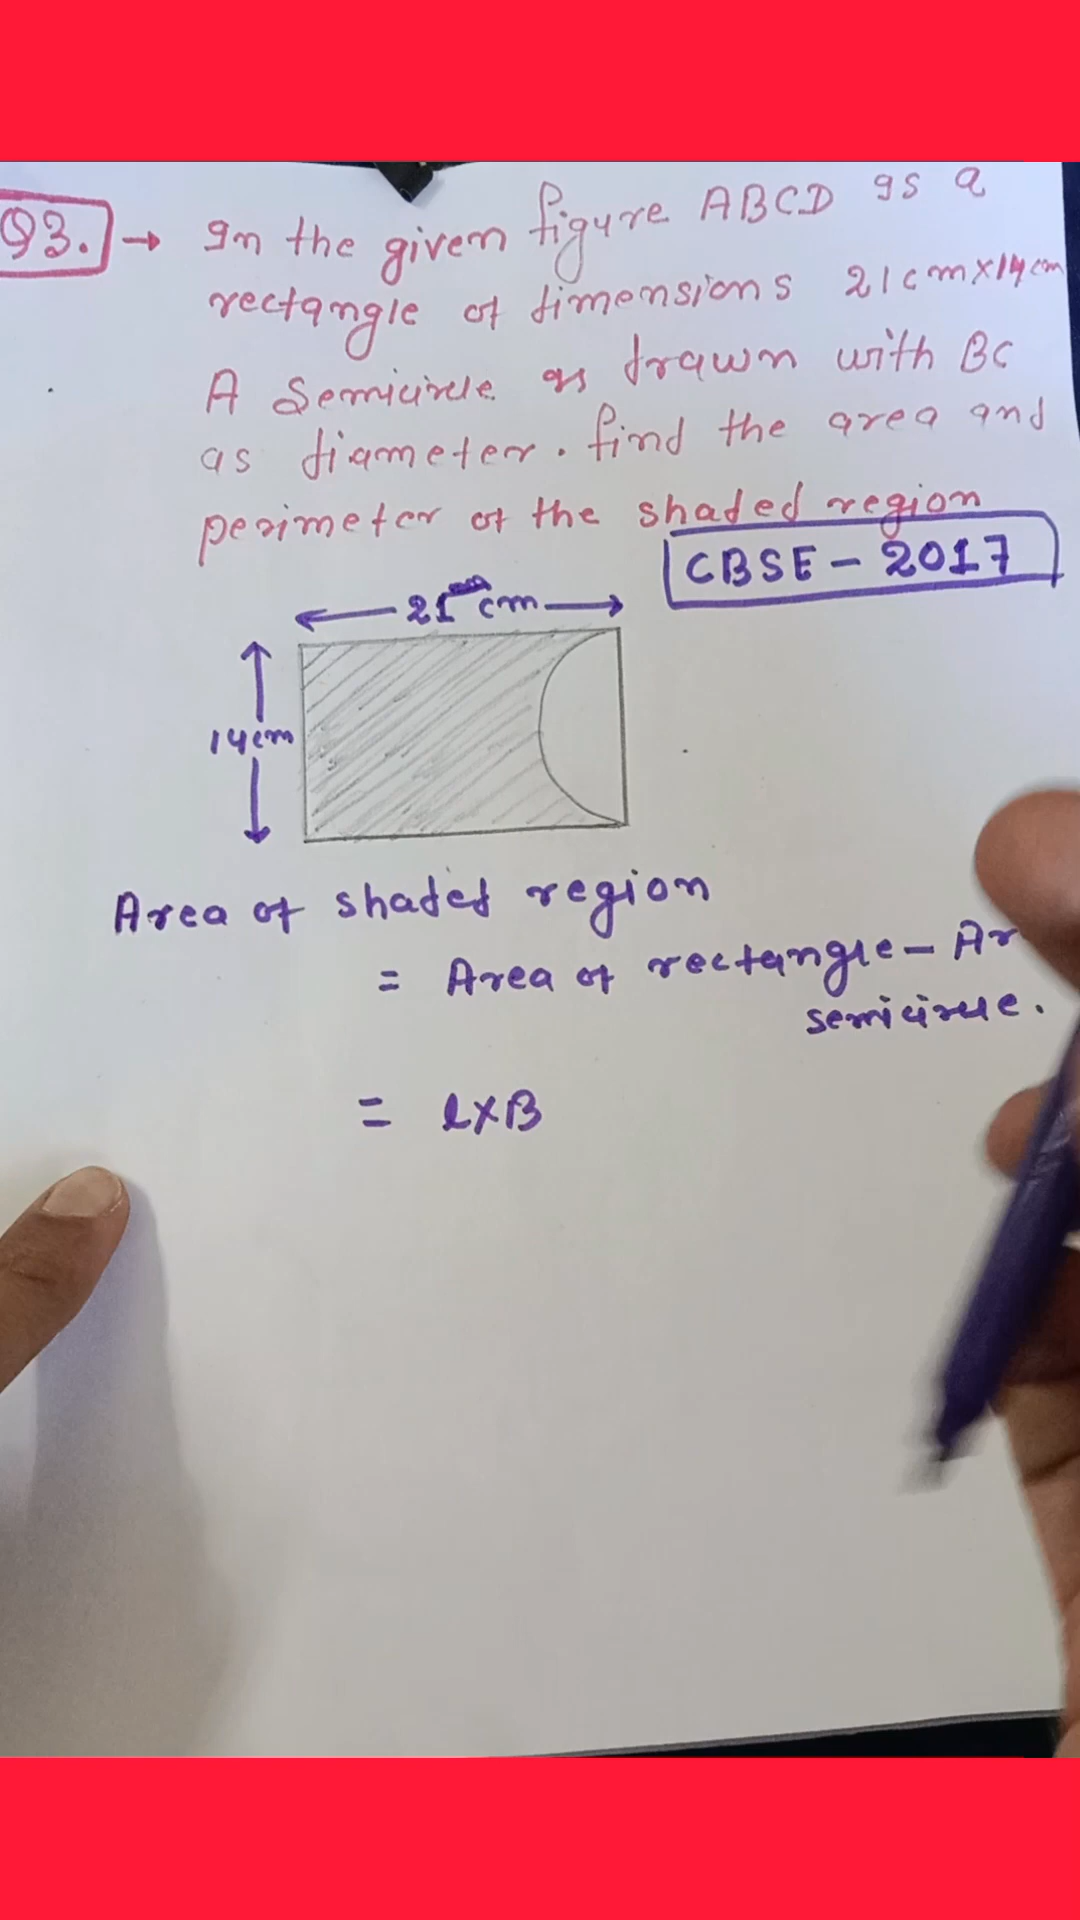 Q3. → In the given figure ABCD is a
rectangle of dimensions 21cm×14cm
A Semicircle is drawn with BC
as diameter. find the area and
perimeter of the shaded region
CBSE - 2017
21 cm
14cm
Area of shaded region
= Area of rectangle - Ar
semicircle.
= l×B